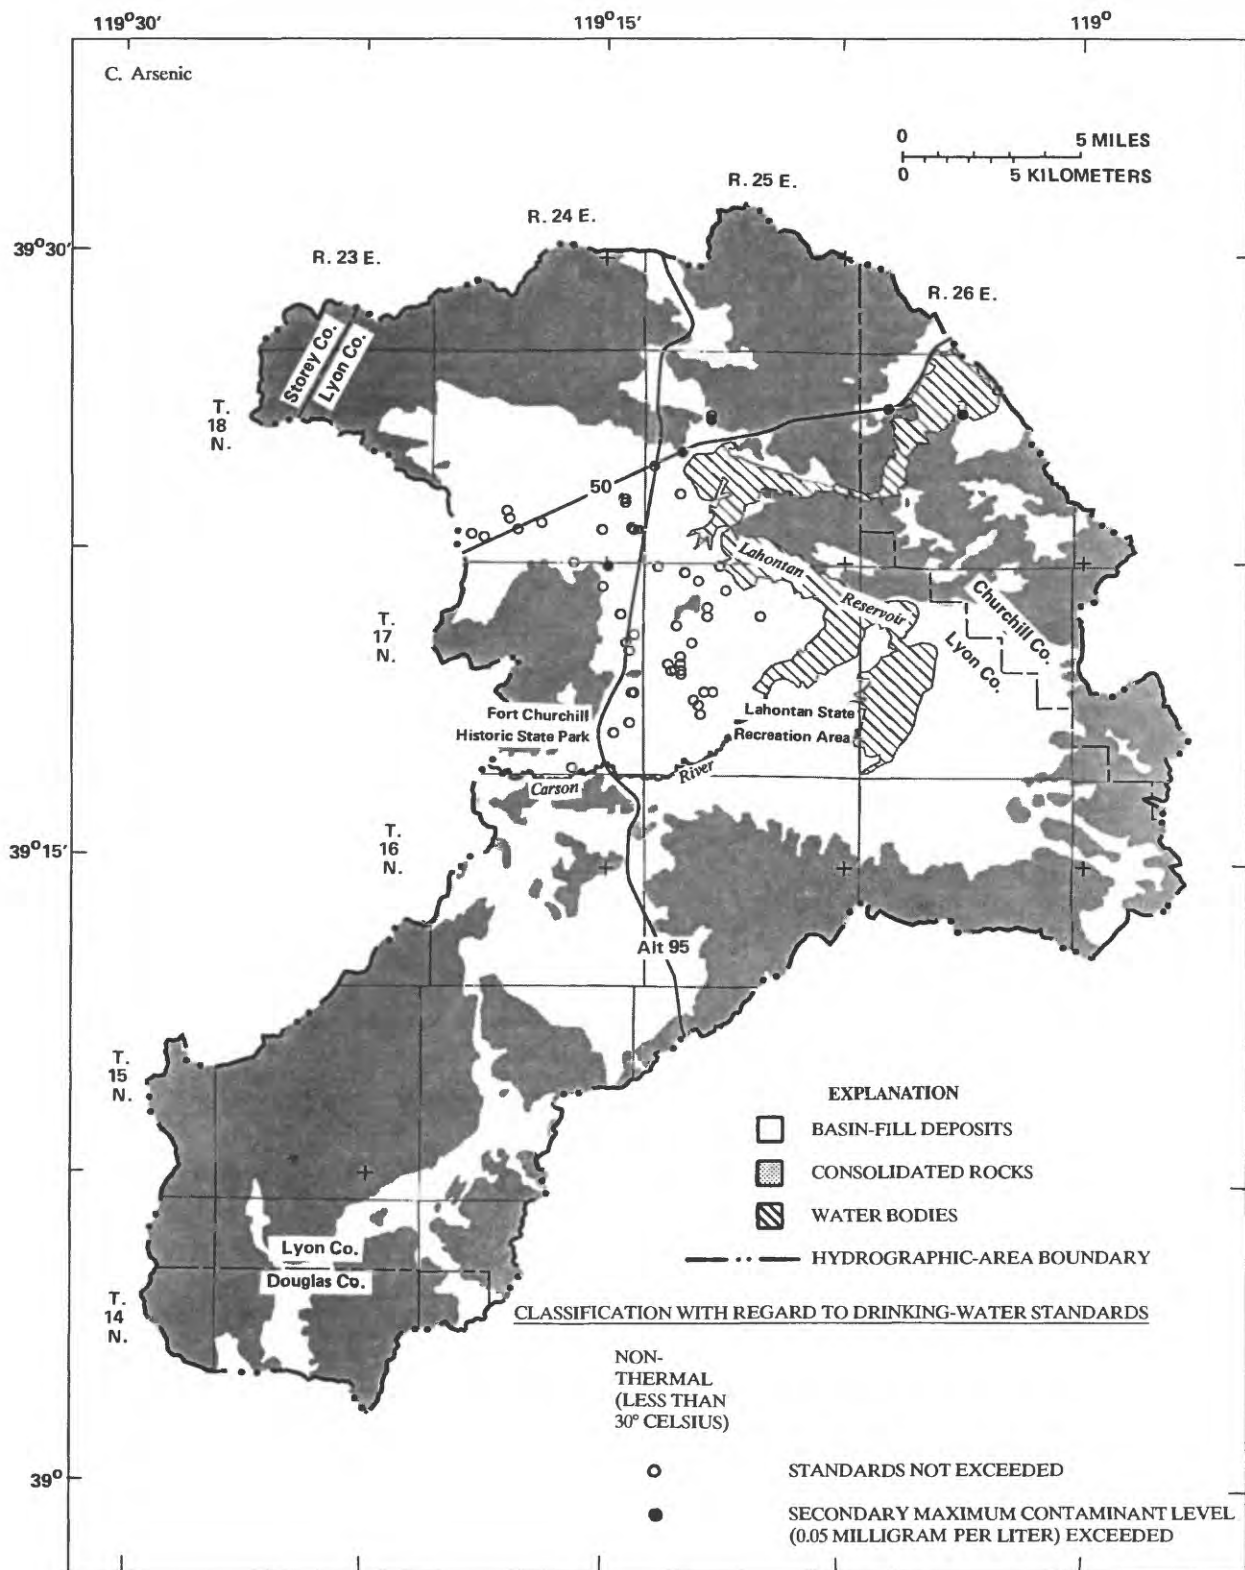 119°30'
119°15'
119°
C. Arsenic
0 5 MILES
0 5 KILOMETERS
R. 25 E.
R. 24 E.
39°30'
R. 23 E.
R. 26 E.
Storey Co.
Lyon Co.
T.
18
N.
50
Lahontan
Reservoir
Churchill Co.
Lyon Co.
T.
17
N.
Fort Churchill
Historic State Park
Lahontan State
Recreation Area
Carson
River
T.
16
N.
39°15'
Alt 95
T.
15
N.
EXPLANATION
BASIN-FILL DEPOSITS
CONSOLIDATED ROCKS
WATER BODIES
HYDROGRAPHIC-AREA BOUNDARY
Lyon Co.
Douglas Co.
T.
14
N.
CLASSIFICATION WITH REGARD TO DRINKING-WATER STANDARDS
NON-
THERMAL
(LESS THAN
30° CELSIUS)
39°
STANDARDS NOT EXCEEDED
SECONDARY MAXIMUM CONTAMINANT LEVEL
(0.05 MILLIGRAM PER LITER) EXCEEDED